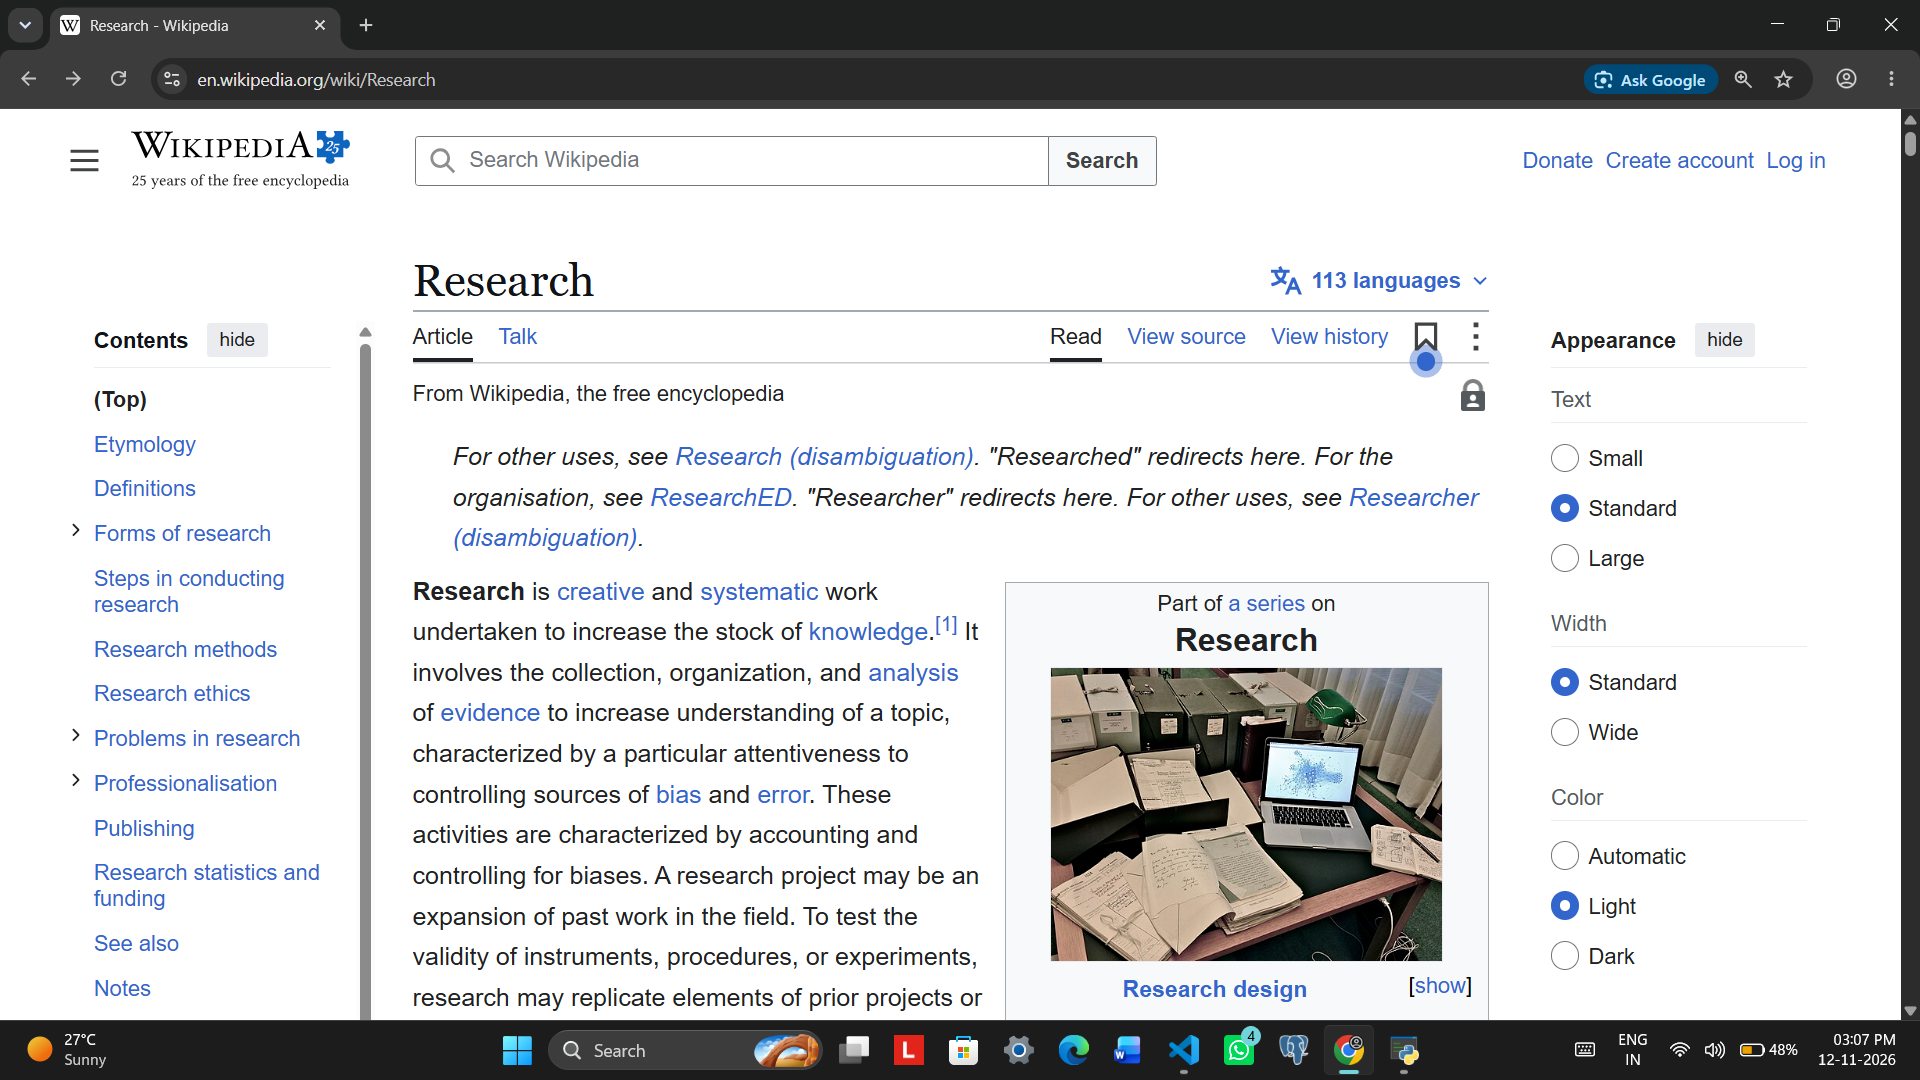 Research - Wikipedia
en.wikipedia.org/wiki/Research
Ask Google
WIKIPEDIA 25
25 years of the free encyclopedia
Search Wikipedia
Search
Donate Create account Log in
Research
113 languages
Article Talk
Read View source View history
From Wikipedia, the free encyclopedia
Contents hide
(Top)
Etymology
Definitions
Forms of research
Steps in conducting
research
Research methods
Research ethics
Problems in research
Professionalisation
Publishing
Research statistics and
funding
See also
Notes
For other uses, see Research (disambiguation). "Researched" redirects here. For the
organisation, see ResearchED. "Researcher" redirects here. For other uses, see Researcher
(disambiguation).
Research is creative and systematic work
undertaken to increase the stock of knowledge.[1] It
involves the collection, organization, and analysis
of evidence to increase understanding of a topic,
characterized by a particular attentiveness to
controlling sources of bias and error. These
activities are characterized by accounting and
controlling for biases. A research project may be an
expansion of past work in the field. To test the
validity of instruments, procedures, or experiments,
research may replicate elements of prior projects or
Part of a series on
Research
Research design
[show]
Appearance hide
Text
Small
Standard
Large
Width
Standard
Wide
Color
Automatic
Light
Dark
27°C
Sunny
Search
L
W
4
ENG
IN
48%
03:07 PM
12-11-2026